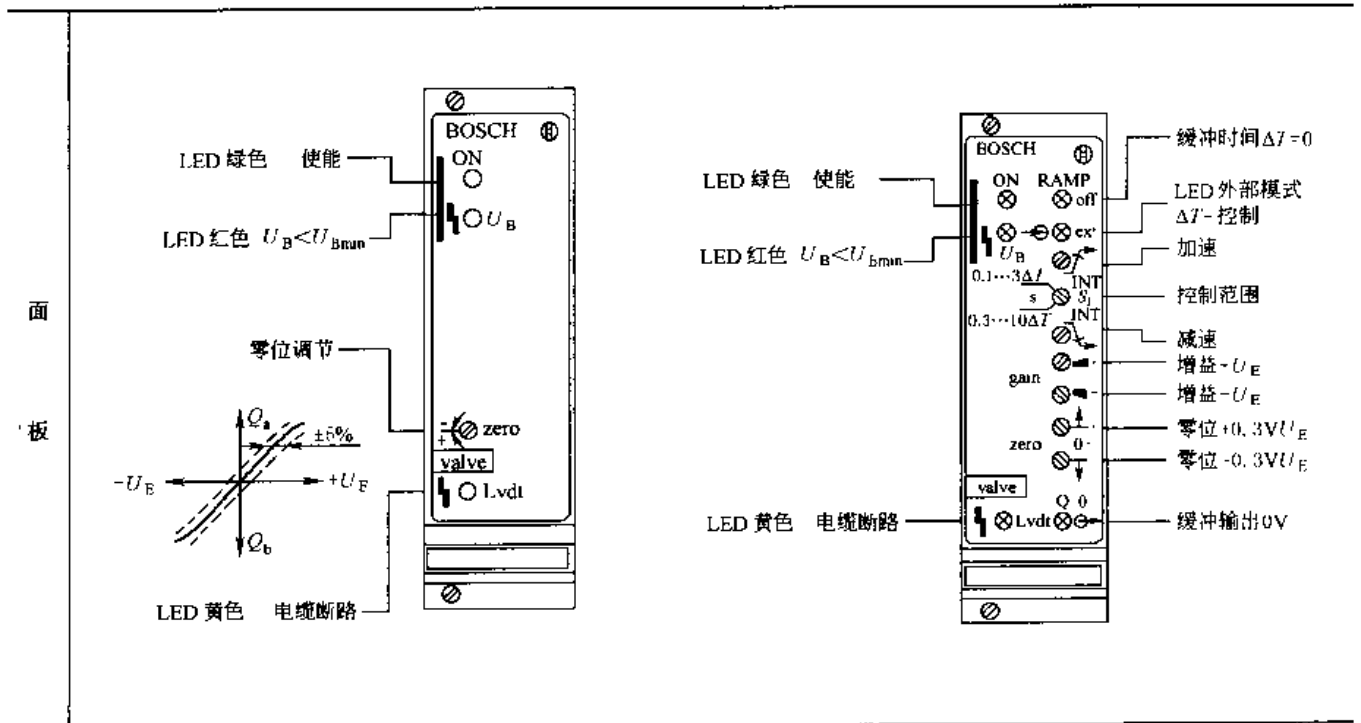 面
板
LED 绿色 使能
LED 红色 U_B<U_Bmin
零位调节
Q_a
±5%
-U_E
+U_E
Q_b
LED 黄色 电缆断路
BOSCH
ON
U_B
- +
zero
valve
Lvdt
LED 绿色 使能
LED 红色 U_B<U_Bmin
LED 黄色 电缆断路
BOSCH
ON RAMP
off
U_B
0.1…3ΔT
INT
s
S_1
0.3…10ΔT
INT
gain
zero
0
valve
Lvdt
Q 0
缓冲时间ΔT=0
LED 外部模式
ΔT-控制
加速
控制范围
减速
增益-U_E
增益-U_E
零位+0.3VU_E
零位-0.3VU_E
缓冲输出0V